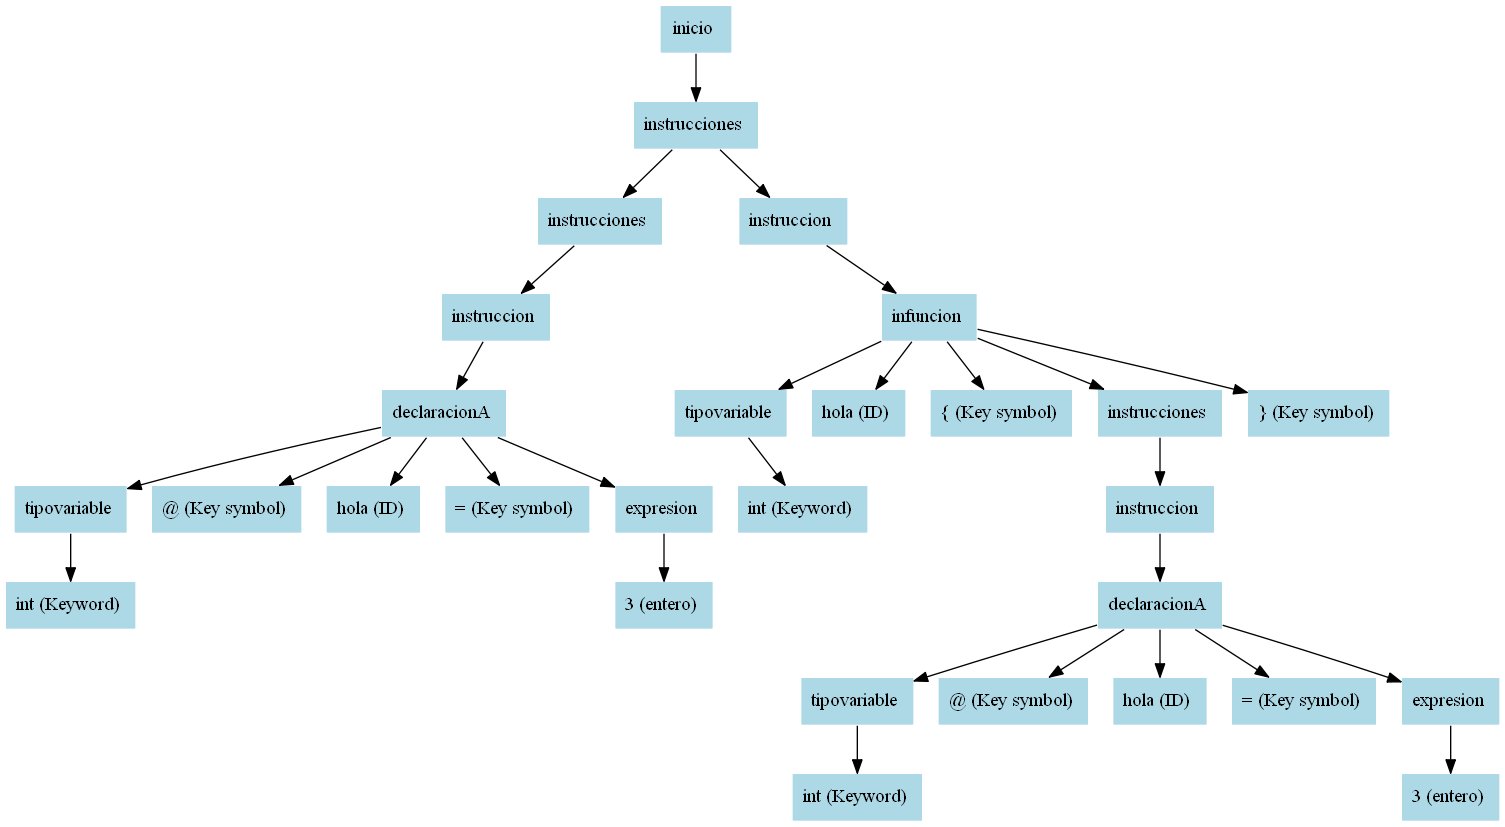 inicio
instrucciones
instrucciones
instruccion
instruccion
infuncion
declaracionA
tipovariable
hola (ID)
{ (Key symbol)
instrucciones
} (Key symbol)
tipovariable
@ (Key symbol)
hola (ID)
= (Key symbol)
expresion
int (Keyword)
instruccion
int (Keyword)
3 (entero)
declaracionA
tipovariable
@ (Key symbol)
hola (ID)
= (Key symbol)
expresion
int (Keyword)
3 (entero)